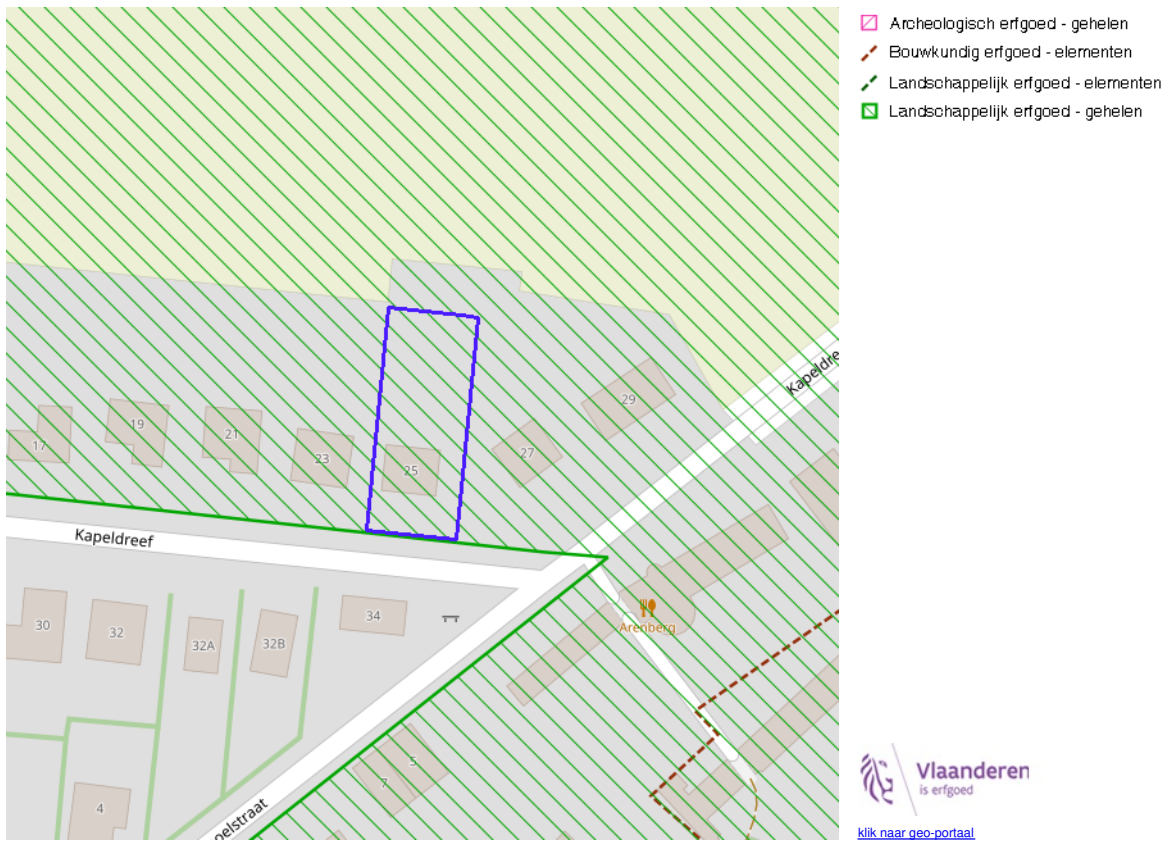 Archeologisch erfgoed - gehelen
Bouwkundig erfgoed - elementen
Landschappelijk erfgoed - elementen
Landschappelijk erfgoed - gehelen
Kapeldre
29
19
17
21
23
25
27
Kapeldreef
30
32
32A
32B
34
Arenberg
5
7
4
pelstraat
Vlaanderen
is erfgoed
klik naar geo-portaal